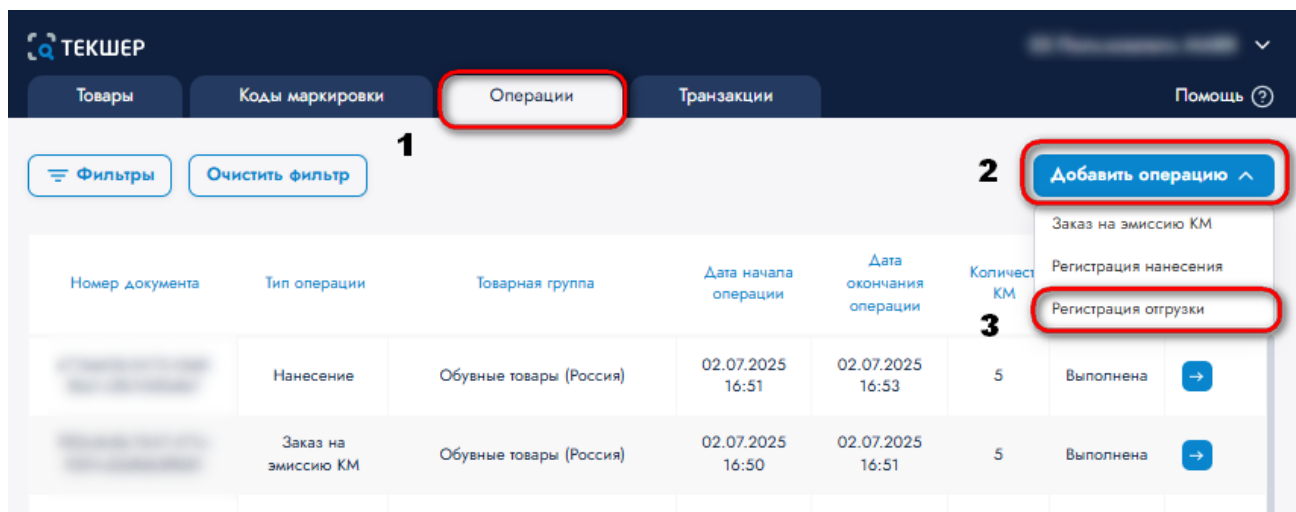 ТЕКШЕР
Товары Коды маркировки Операции Транзакции Помощь ?
1
Фильтры Очистить фильтр 2 Добавить операцию
Заказ на эмиссию КМ
Регистрация нанесения
Регистрация отгрузки
3
Номер документа Тип операции Товарная группа Дата начала операции Дата окончания операции КМ
Нанесение Обувные товары (Россия) 02.07.2025 16:51 02.07.2025 16:53 5 Выполнена
Заказ на эмиссию КМ Обувные товары (Россия) 02.07.2025 16:50 02.07.2025 16:51 5 Выполнена